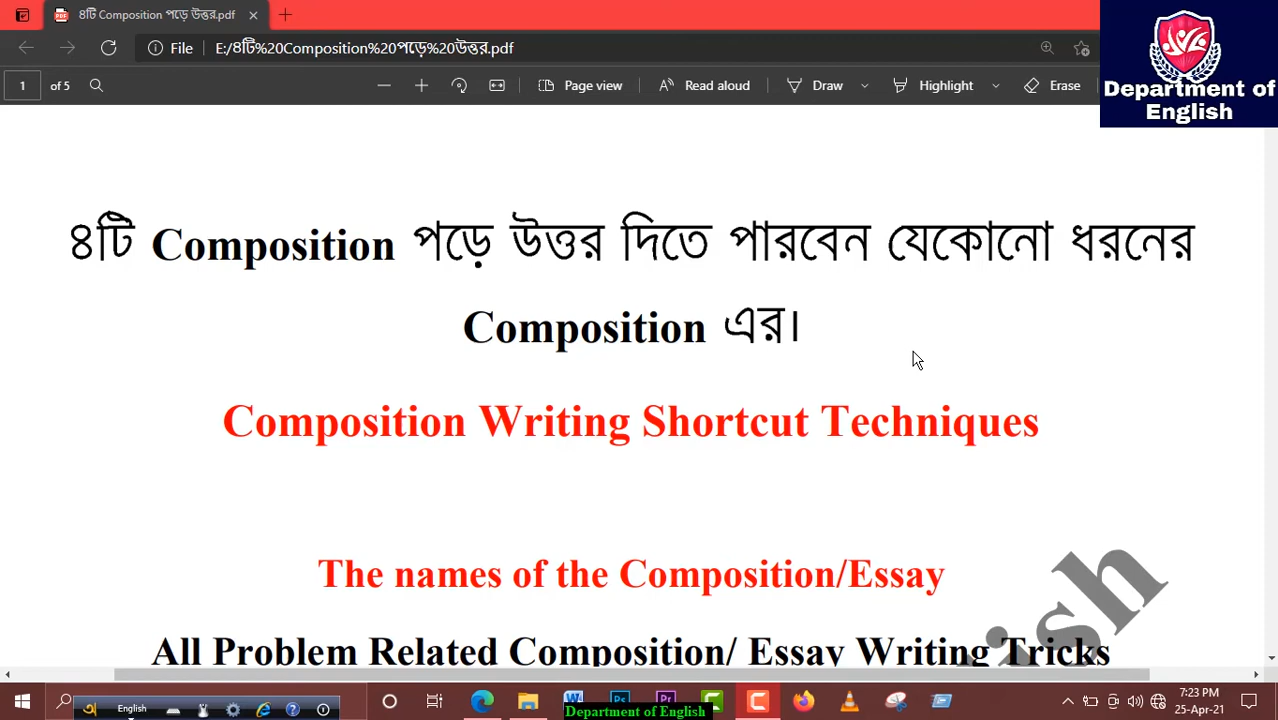 ৪টি Composition পড়ে উত্তর.pdf
File E:/৪টি%20Composition%20পড়ে%20উত্তর.pdf
1 of 5 Page view Read aloud Draw Highlight Erase
Department of
English
৪টি Composition পড়ে উত্তর দিতে পারবেন যেকোনো ধরনের
Composition এর।
Composition Writing Shortcut Techniques
The names of the Composition/Essay
ish
All Problem Related Composition/ Essay Writing Tricks
অ English
Department of English
7:23 PM
25-Apr-21